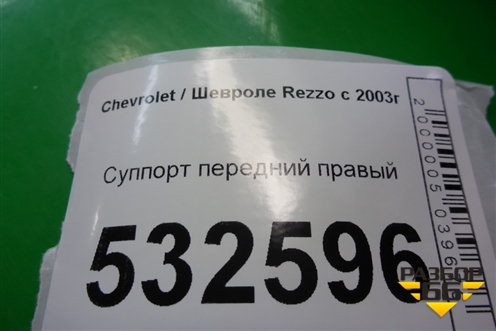 Chevrolet / Шевроле Rezzo с 2003г
Суппорт передний правый
532596
2000005039
РАЗБОР
66